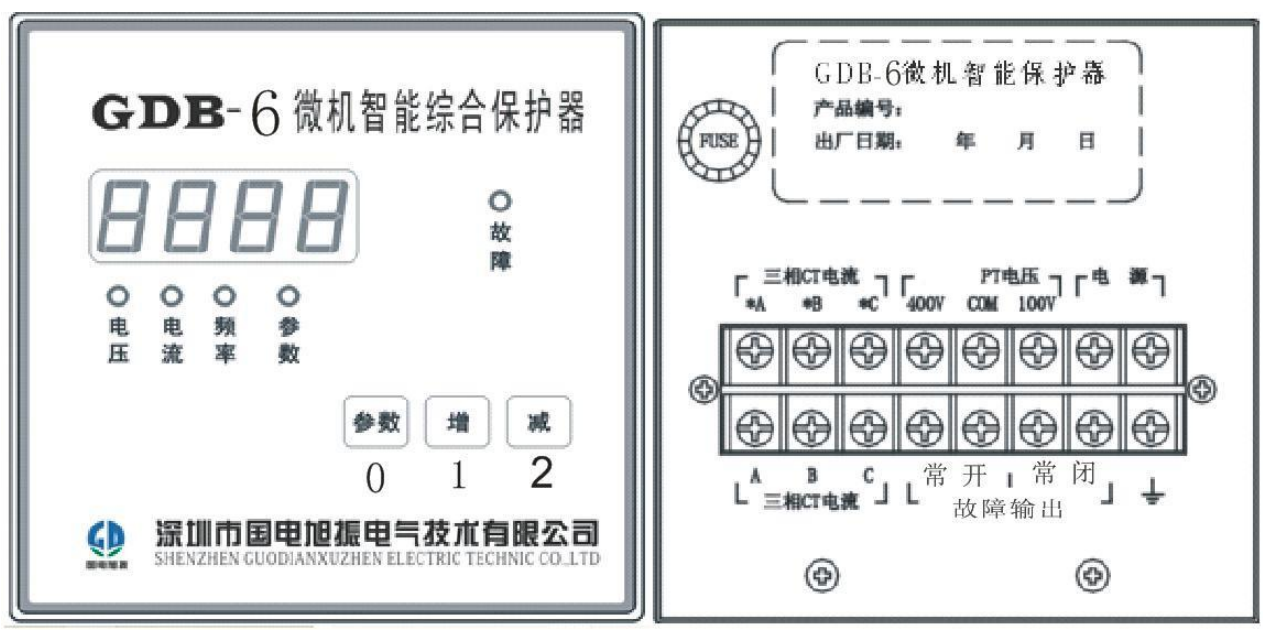 GDB-6微机智能综合保护器
故障
电压 电流 频率 参数
参数 增 减
0 1 2
深圳市国电旭振电气技术有限公司
SHENZHEN GUODIANXUZHEN ELECTRIC TECHNIC CO.,LTD
国电旭振
GDB-6微机智能保护器
产品编号:
出厂日期: 年 月 日
FUSE
三相CT电流 PT电压 电 源
*A *B *C 400V COM 100V
A B C 常开 常闭
三相CT电流 故障输出